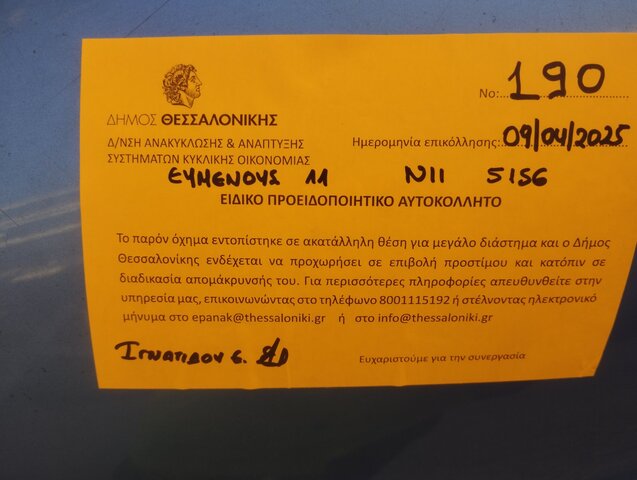 Νο: 190
ΔΗΜΟΣ ΘΕΣΣΑΛΟΝΙΚΗΣ
Δ/ΝΣΗ ΑΝΑΚΥΚΛΩΣΗΣ & ΑΝΑΠΤΥΞΗΣ
ΣΥΣΤΗΜΑΤΩΝ ΚΥΚΛΙΚΗΣ ΟΙΚΟΝΟΜΙΑΣ
Ημερομηνία επικόλλησης: 09/04/2025
ΕΥΜΕΝΟΥΣ 11 ΝΙΙ 5156
ΕΙΔΙΚΟ ΠΡΟΕΙΔΟΠΟΙΗΤΙΚΟ ΑΥΤΟΚΟΛΛΗΤΟ
Το παρόν όχημα εντοπίστηκε σε ακατάλληλη θέση για μεγάλο διάστημα και ο Δήμος
Θεσσαλονίκης ενδέχεται να προχωρήσει σε επιβολή προστίμου και κατόπιν σε
διαδικασία απομάκρυνσής του. Για περισσότερες πληροφορίες απευθυνθείτε στην
υπηρεσία μας, επικοινωνώντας στο τηλέφωνο 8001115192 ή στέλνοντας ηλεκτρονικό
μήνυμα στο epanak@thessaloniki.gr ή στο info@thessaloniki.gr
ΙΓΝΑΤΙΔΟΥ Ε.
Ευχαριστούμε για την συνεργασία